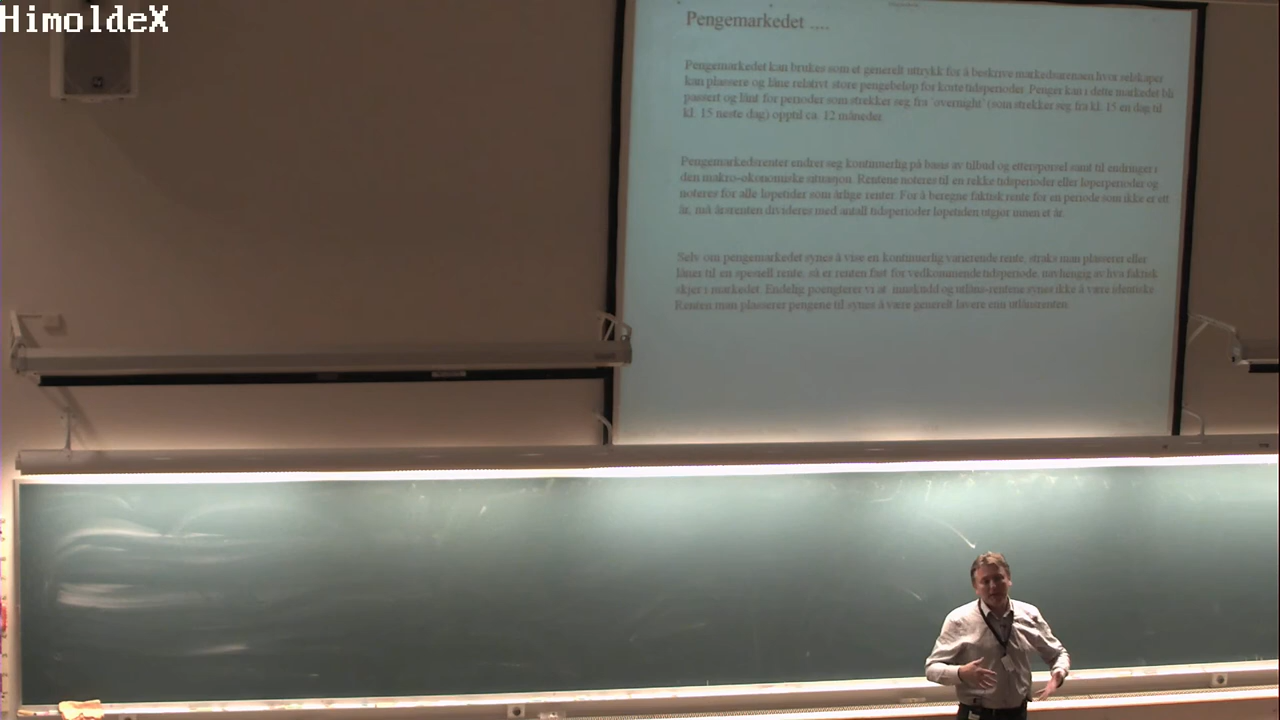 HimoldeX
Pengemarkedet ....
Pengemarkedet kan brukes som et generelt uttrykk for å beskrive markedsarenaen hvor selskaper
kan plassere og låne relativt store pengebeløp for korte tidsperioder. Penger kan i dette markedet bli
passert og lånt for perioder som strekker seg fra 'overnight' (som strekker seg fra kl. 15 en dag til
kl. 15 neste dag) opptil ca. 12 måneder.
Pengemarkedsrenter endrer seg kontinuerlig på basis av tilbud og etterspørsel samt til endringer i
den makro-økonomiske situasjon. Rentene noteres til en rekke tidsperioder eller løperperioder og
noteres for alle løpetider som årlige renter. For å beregne faktisk rente for en periode som ikke er ett
år, må årsrenten divideres med antall tidsperioder løpetiden utgjør innen et år.
Selv om pengemarkedet synes å vise en kontinuerlig varierende rente, straks man plasserer eller
låner til en spesiell rente, så er renten fast for vedkommende tidsperiode, uavhengig av hva faktisk
skjer i markedet. Endelig poengterer vi at innskudd og utlåns-rentene synes ikke å være identiske.
Renten man plasserer pengene til synes å være generelt lavere enn utlånsrenten.